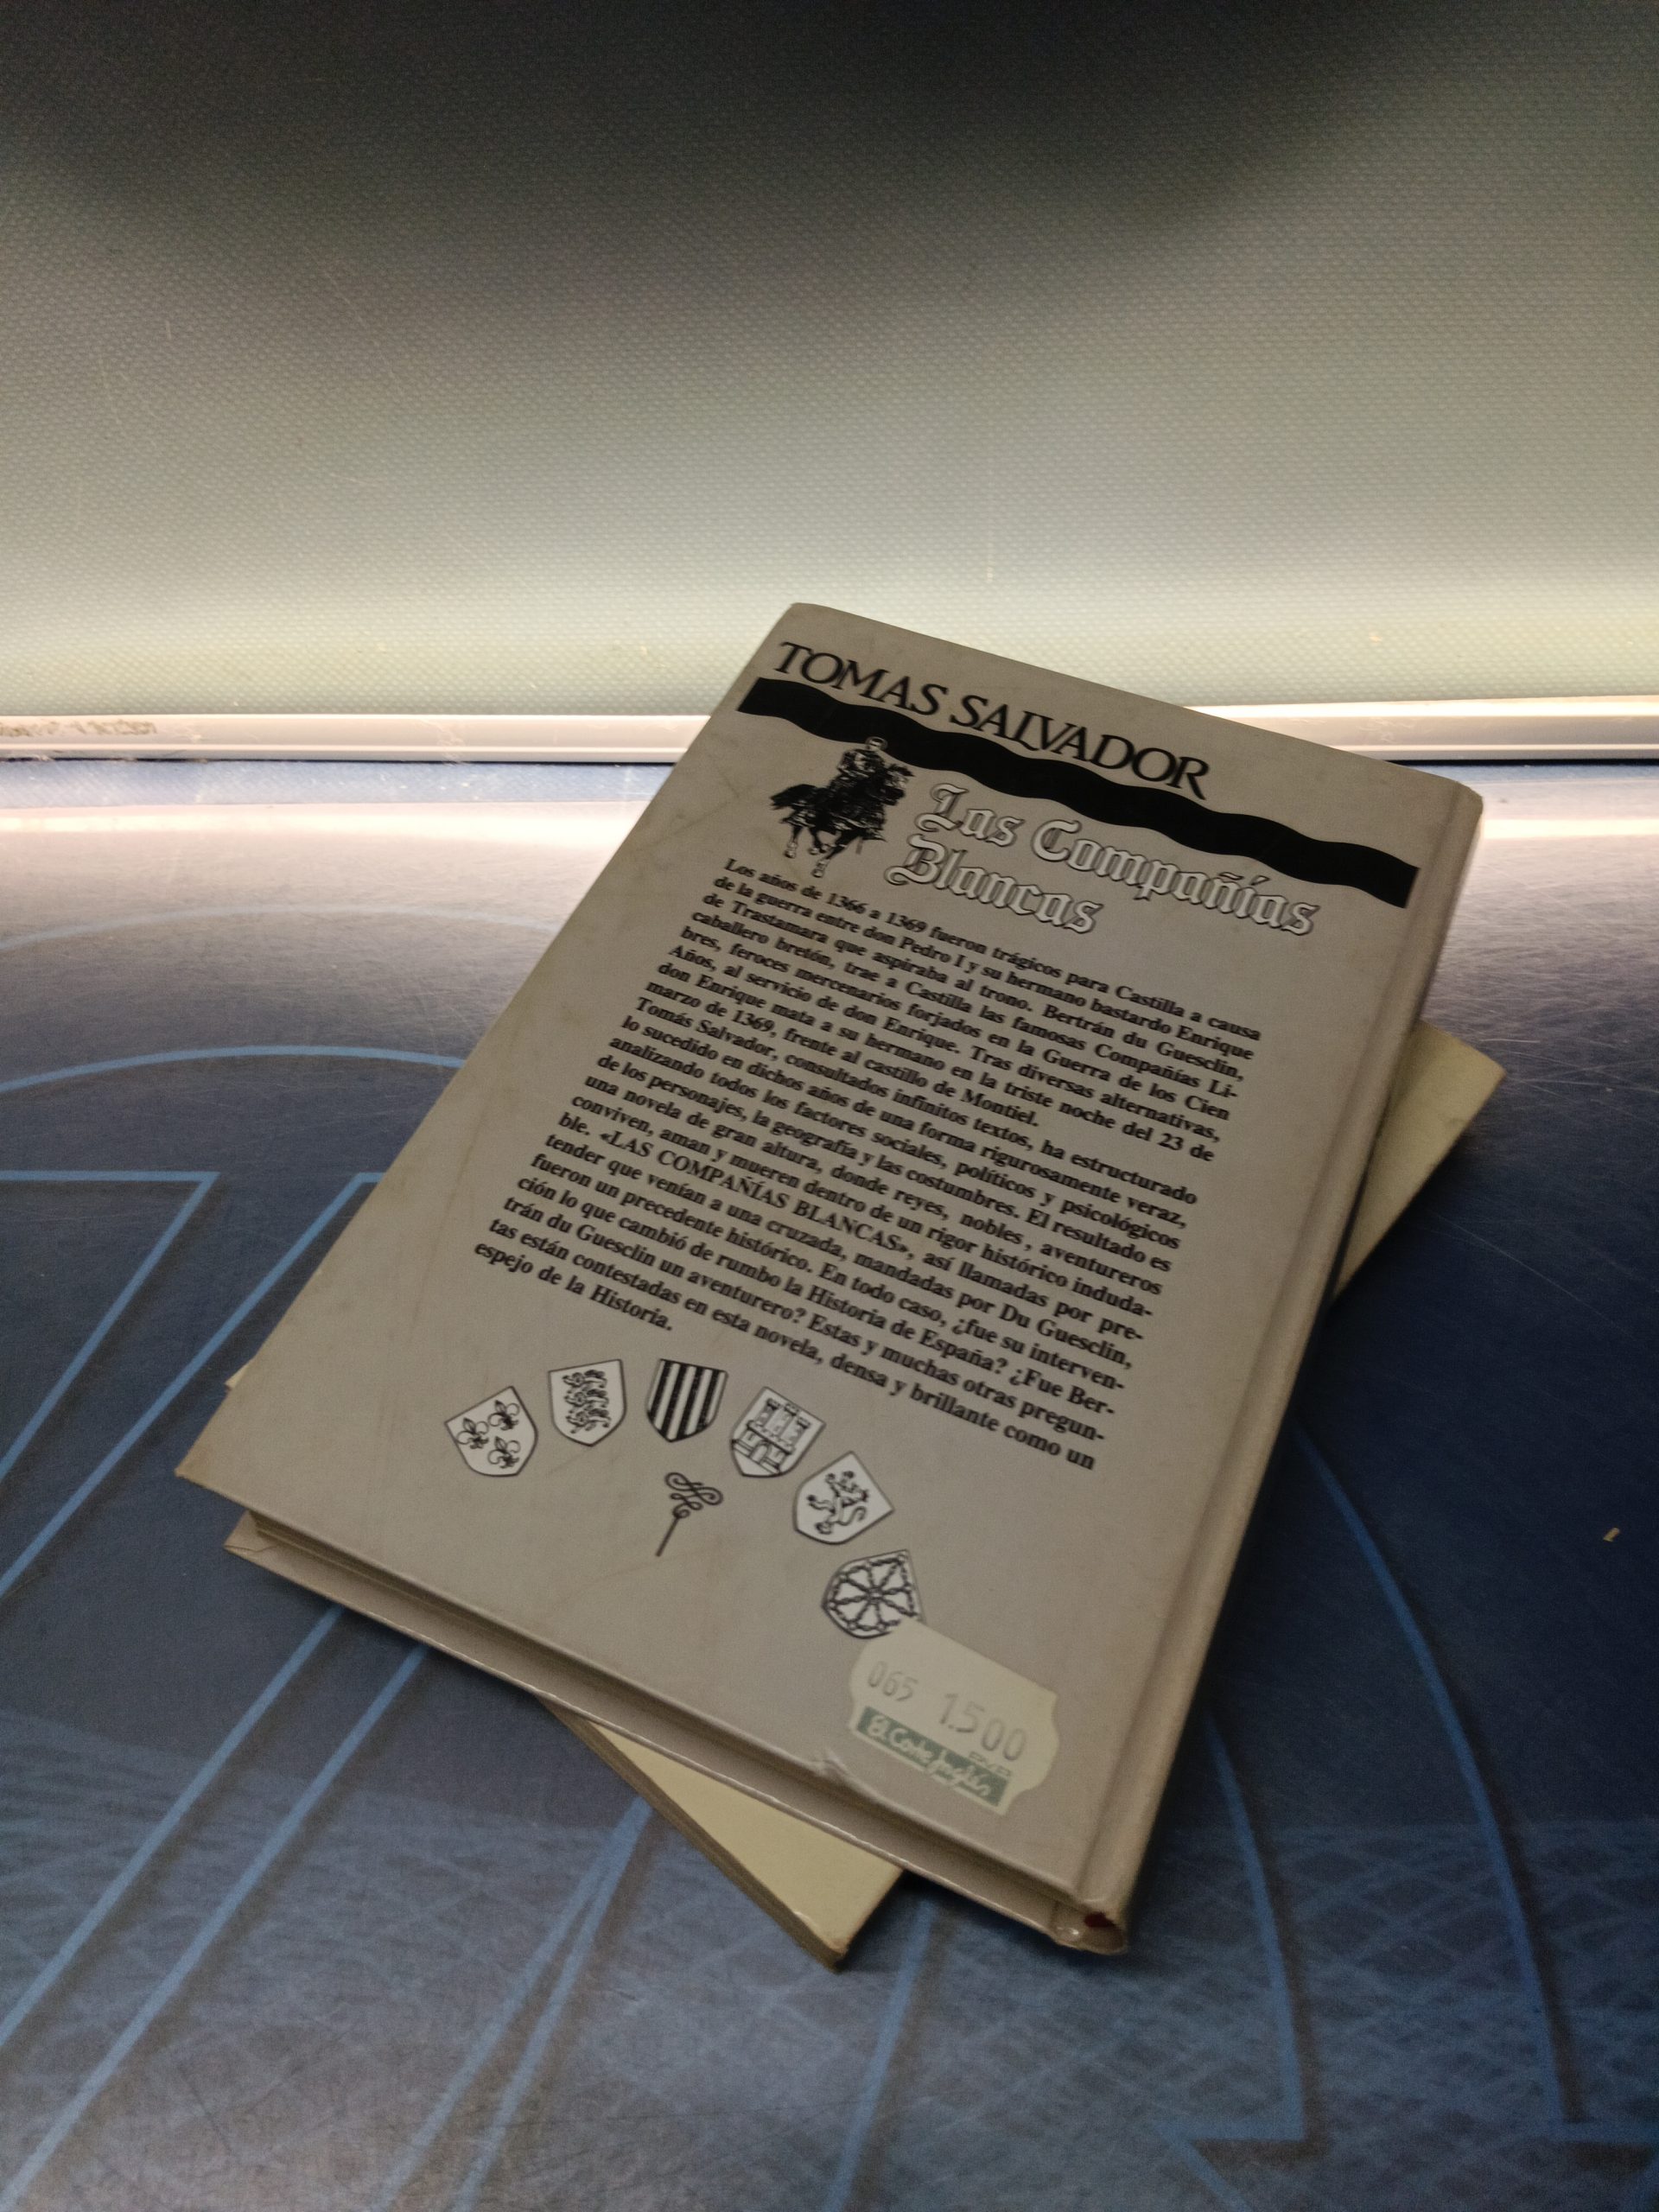 TOMAS SALVADOR
Las Compañías
Blancas
Los años de 1366 a 1369 fueron trágicos para Castilla a causa
de la guerra entre don Pedro I y su hermano bastardo Enrique
de Trastamara que aspiraba al trono. Bertrán du Guesclin,
caballero bretón, trae a Castilla las famosas Compañías Li-
bres, feroces mercenarios forjados en la Guerra de los Cien
Años, al servicio de don Enrique. Tras diversas alternativas,
don Enrique mata a su hermano en la triste noche del 23 de
marzo de 1369, frente al castillo de Montiel.
Tomás Salvador, consultados infinitos textos, ha estructurado
lo sucedido en dichos años de una forma rigurosamente veraz,
analizando todos los factores sociales, políticos y psicológicos
de los personajes, la geografía y las costumbres. El resultado es
una novela de gran altura, donde reyes, nobles , aventureros
conviven, aman y mueren dentro de un rigor histórico induda-
ble. «LAS COMPAÑÍAS BLANCAS», así llamadas por pre-
tender que venían a una cruzada, mandadas por Du Guesclin,
fueron un precedente histórico. En todo caso, ¿fue su interven-
ción lo que cambió de rumbo la Historia de España? ¿Fue Ber-
trán du Guesclin un aventurero? Estas y muchas otras pregun-
tas están contestadas en esta novela, densa y brillante como un
espejo de la Historia.
065 1.500
El Corte Inglés